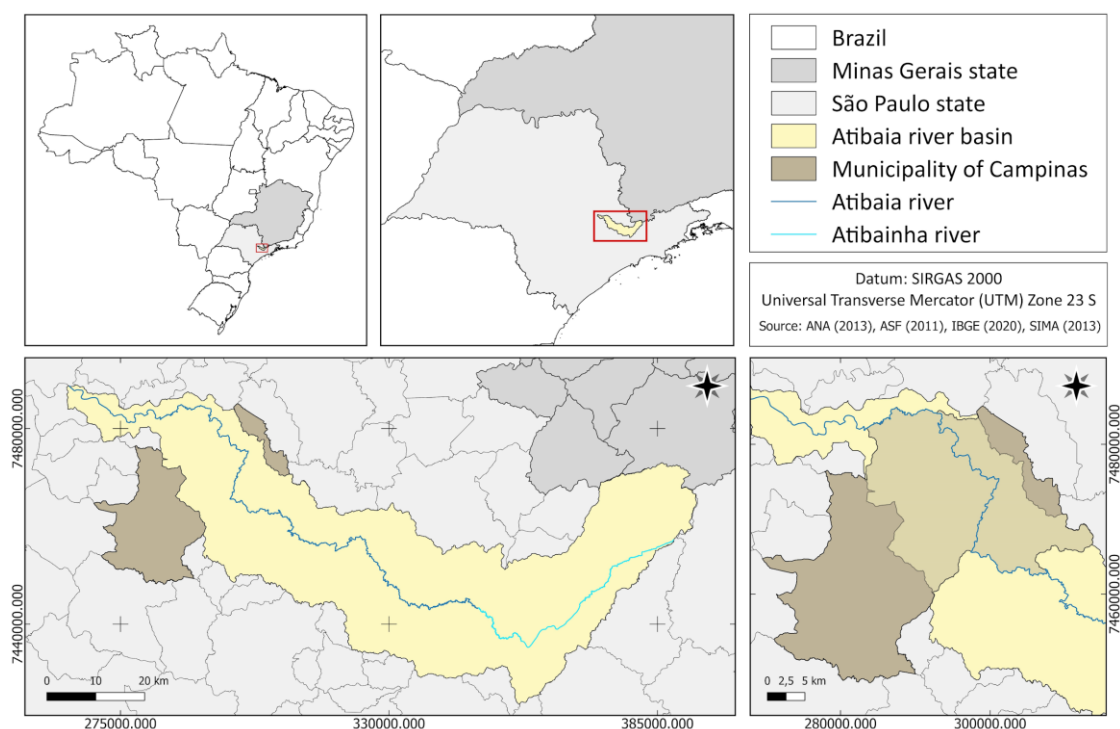 Brazil
Minas Gerais state
São Paulo state
Atibaia river basin
Municipality of Campinas
Atibaia river
Atibainha river
Datum: SIRGAS 2000
Universal Transverse Mercator (UTM) Zone 23 S
Source: ANA (2013), ASF (2011), IBGE (2020), SIMA (2013)
7480000.000
7440000.000
0 10 20 km
275000.000 330000.000 385000.000
7480000.000
7460000.000
0 2,5 5 km
280000.000 300000.000